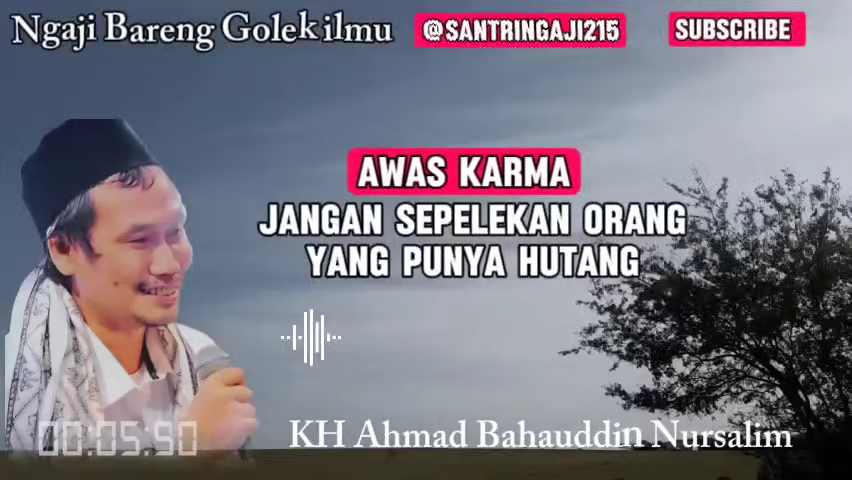 Ngaji Bareng Golek ilmu @SANTRINGAJI215 SUBSCRIBE
AWAS KARMA
JANGAN SEPELEKAN ORANG
YANG PUNYA HUTANG
KH Ahmad Bahauddin Nursalim
00:05:50